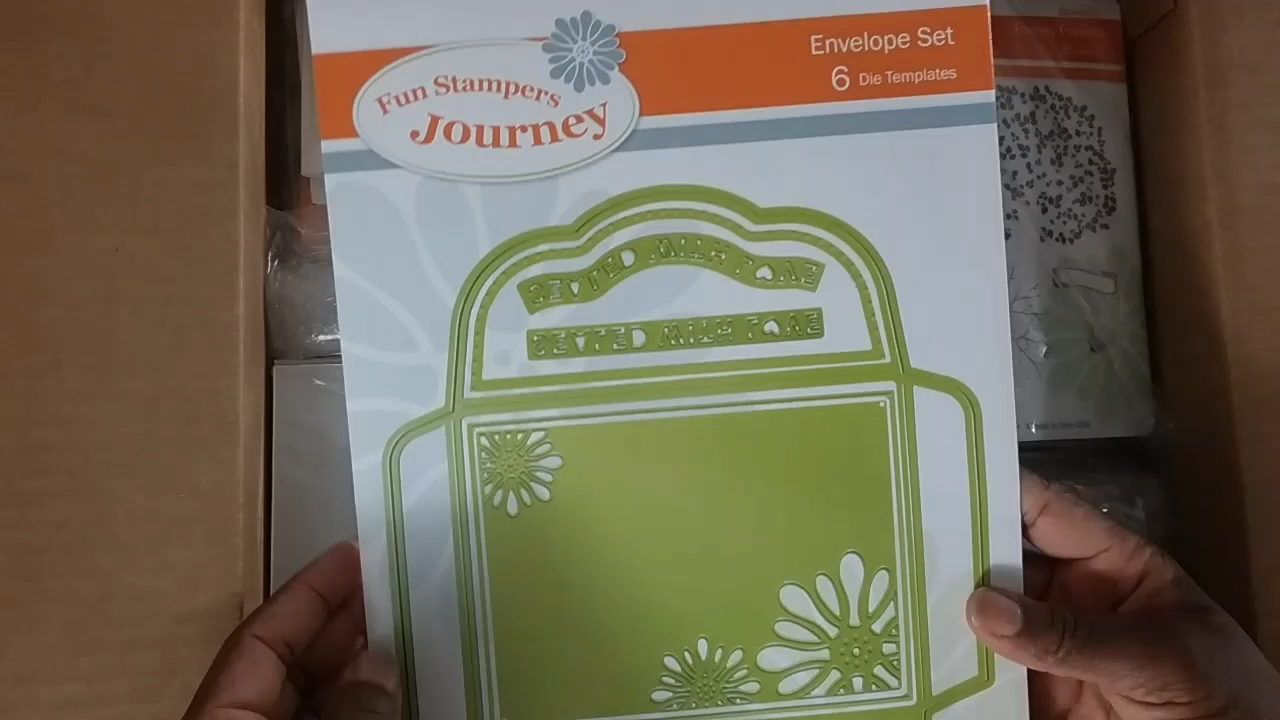 Fun Stampers
Journey
Envelope Set
6 Die Templates
SEALED WITH LOVE
SEALED WITH LOVE